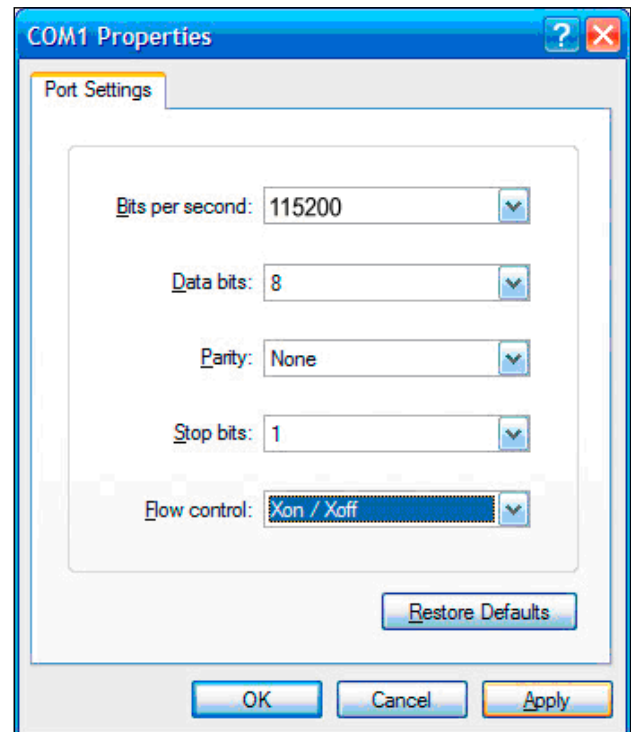 COM1 Properties
Port Settings
Bits per second: 115200
Data bits: 8
Parity: None
Stop bits: 1
Flow control: Xon / Xoff
Restore Defaults
OK Cancel Apply